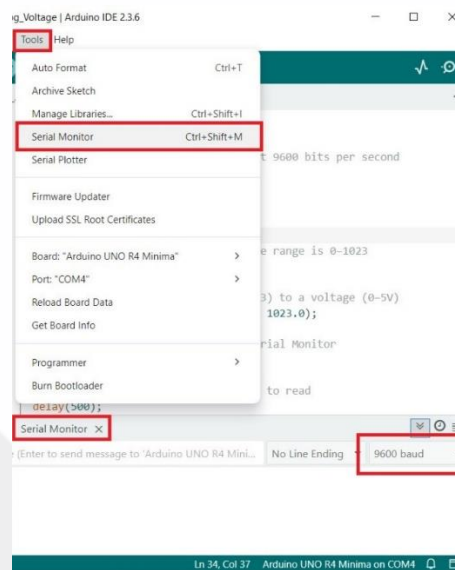 g_Voltage | Arduino IDE 2.3.6
Tools Help
Auto Format Ctrl+T
Archive Sketch
Manage Libraries... Ctrl+Shift+I
Serial Monitor Ctrl+Shift+M
Serial Plotter
t 9600 bits per second
Firmware Updater
Upload SSL Root Certificates
Board: "Arduino UNO R4 Minima"
e range is 0-1023
Port: "COM4"
Reload Board Data
3) to a voltage (0-5V)
Get Board Info
1023.0);
rial Monitor
Programmer
Burn Bootloader
to read
delay(500);
Serial Monitor ×
(Enter to send message to 'Arduino UNO R4 Mini... No Line Ending 9600 baud
Ln 34, Col 37 Arduino UNO R4 Minima on COM4